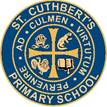 ST. CUTHBERT'S
AD CULMEN VIRTUTUM PERVENIRE
PRIMARY SCHOOL